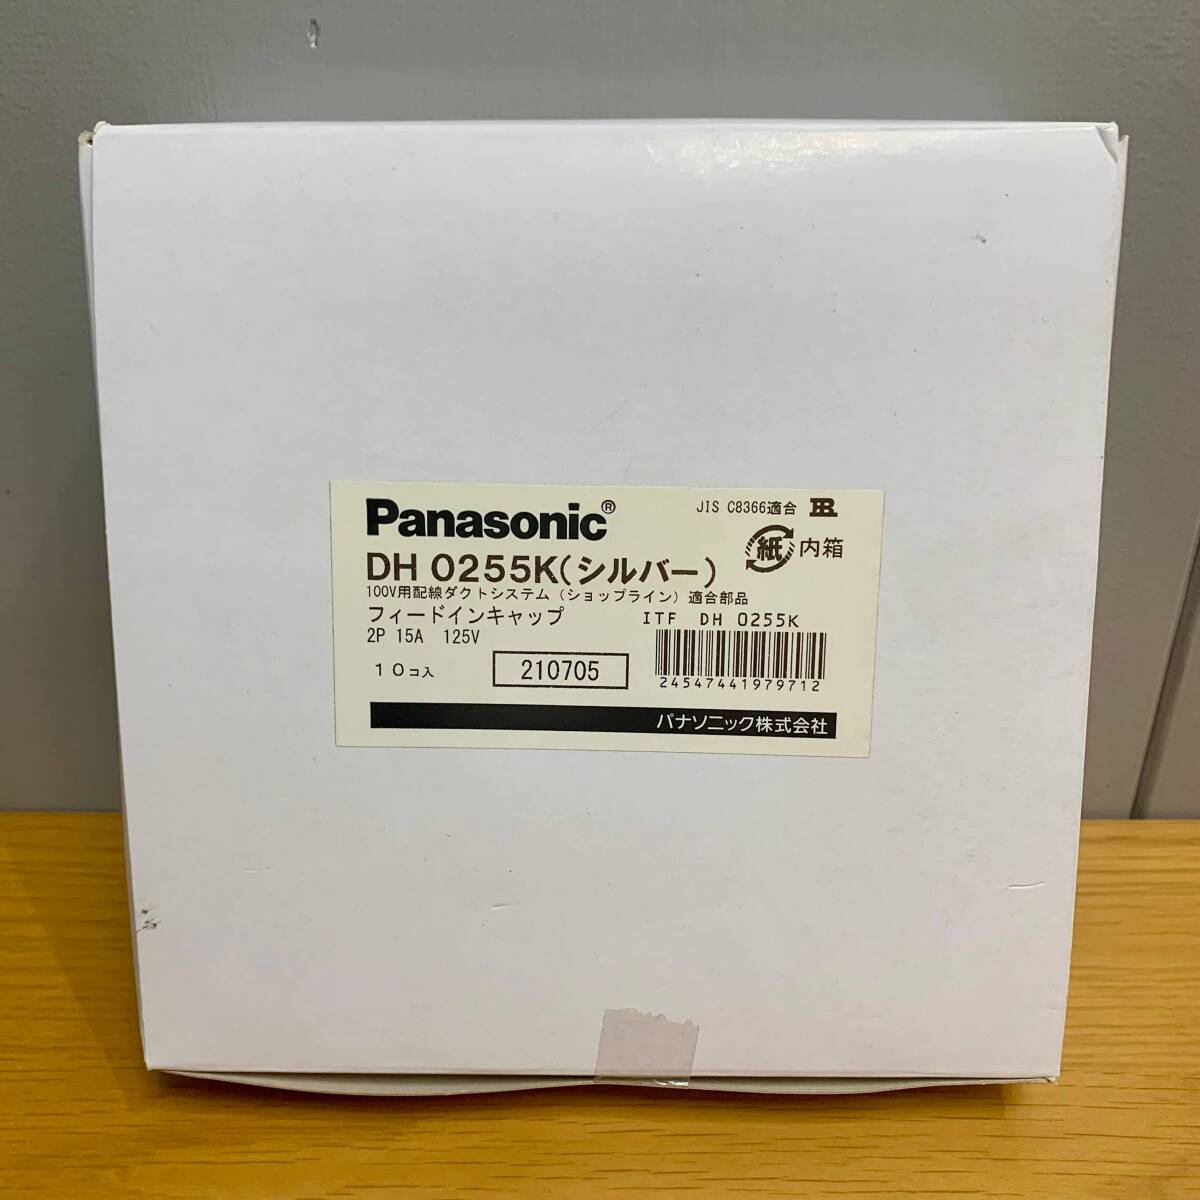 Panasonic®
JIS C8366適合
紙 内箱
DH 0255K(シルバー)
100V用配線ダクトシステム（ショップライン）適合部品
フィードインキャップ
ITF DH 0255K
2P 15A 125V
10コ入
210705
24547441979712
パナソニック株式会社